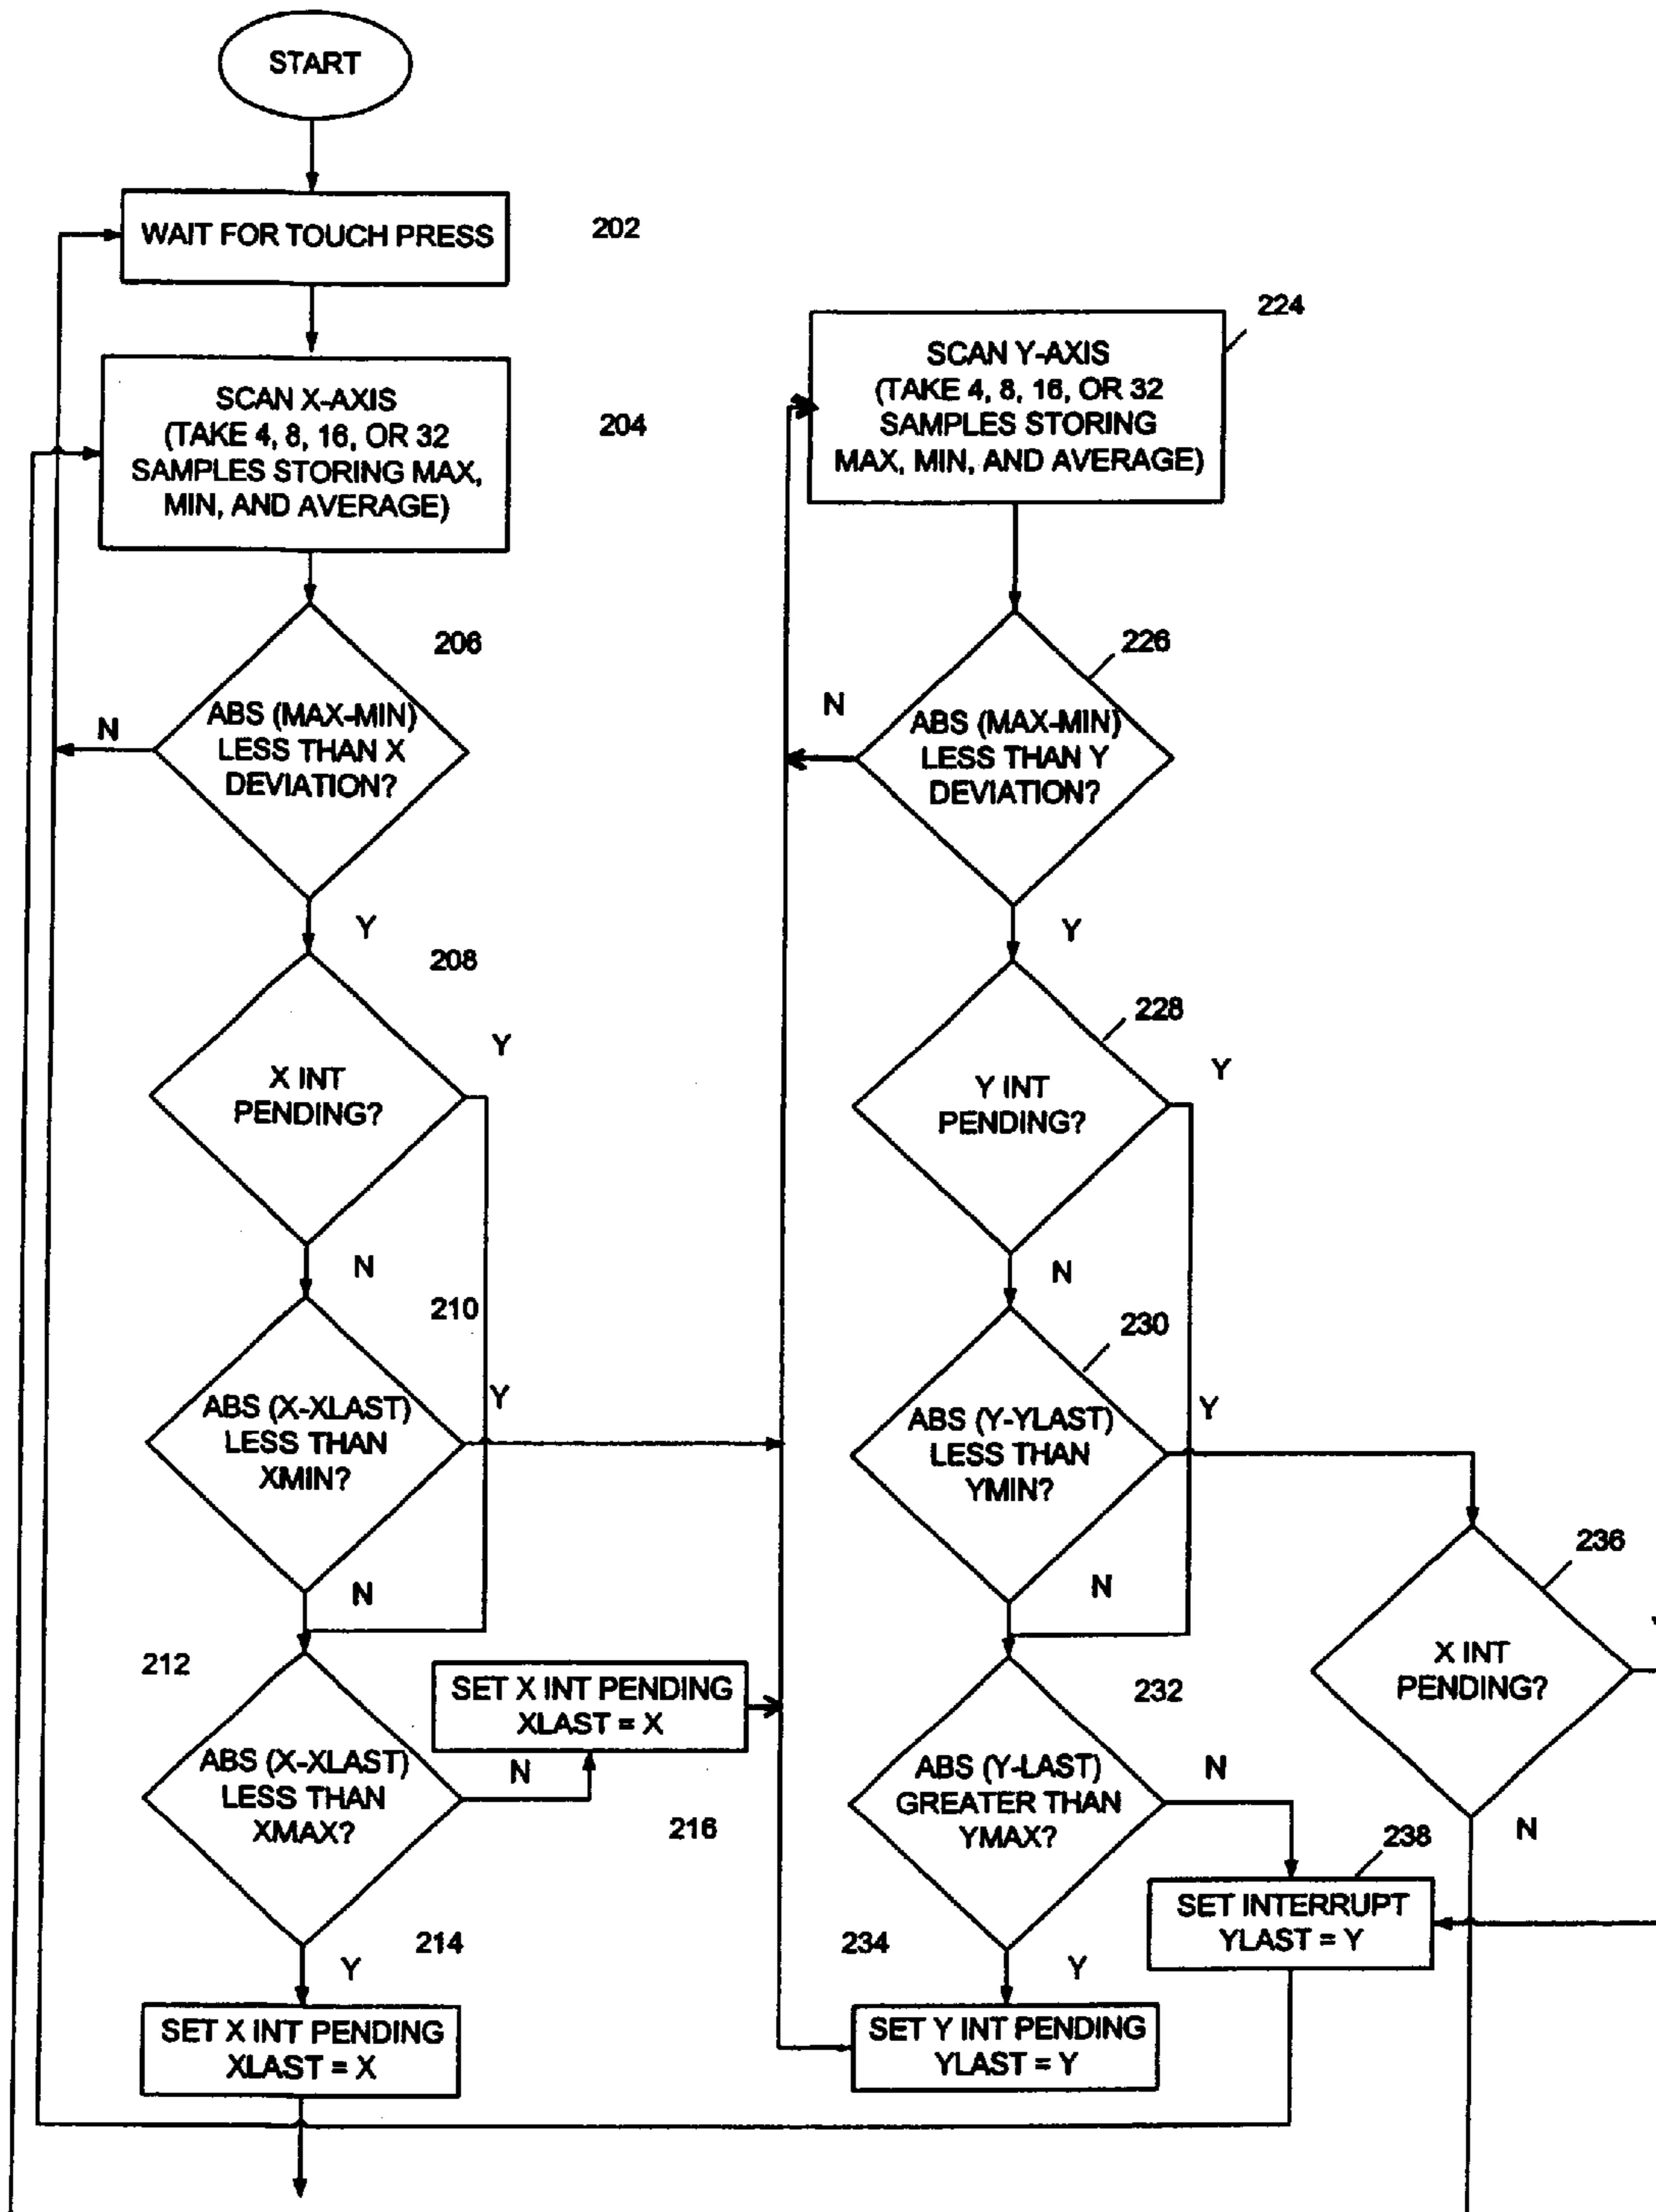 START
WAIT FOR TOUCH PRESS
202
SCAN X-AXIS
(TAKE 4, 8, 16, OR 32
SAMPLES STORING MAX,
MIN, AND AVERAGE)
204
206
ABS (MAX-MIN)
LESS THAN X
DEVIATION?
N
Y
208
X INT
PENDING?
Y
N
210
ABS (X-XLAST)
LESS THAN
XMIN?
Y
N
212
ABS (X-XLAST)
LESS THAN
XMAX?
N
SET X INT PENDING
XLAST = X
216
Y
214
SET X INT PENDING
XLAST = X
224
SCAN Y-AXIS
(TAKE 4, 8, 16, OR 32
SAMPLES STORING
MAX, MIN, AND AVERAGE)
226
N
ABS (MAX-MIN)
LESS THAN Y
DEVIATION?
Y
228
Y INT
PENDING?
Y
N
230
ABS (Y-YLAST)
LESS THAN
YMIN?
Y
N
232
ABS (Y-LAST)
GREATER THAN
YMAX?
N
Y
234
SET Y INT PENDING
YLAST = Y
236
X INT
PENDING?
N
238
SET INTERRUPT
YLAST = Y